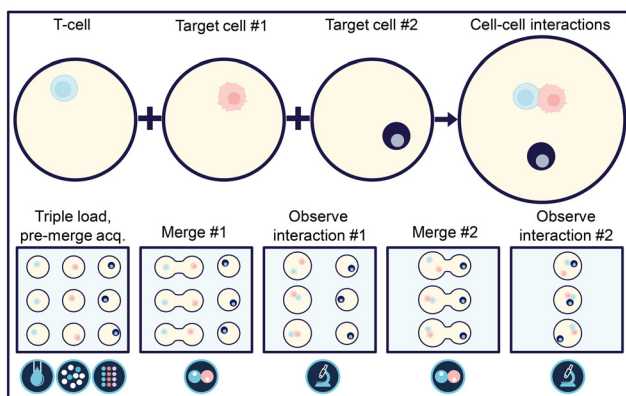 T-cell
Target cell #1
Target cell #2
Cell-cell interactions
Triple load,
pre-merge acq.
Merge #1
Observe
interaction #1
Merge #2
Observe
interaction #2